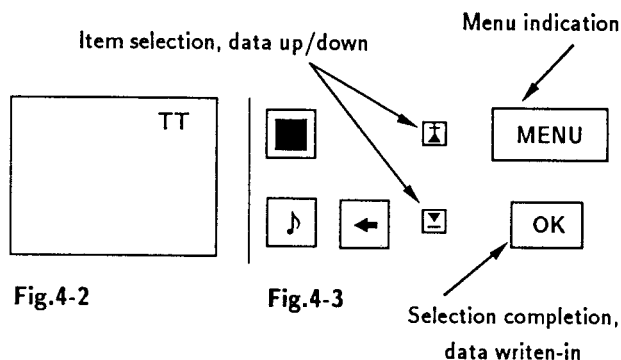 Menu indication
Item selection, data up/down
TT
MENU
OK
Fig.4-2
Fig.4-3
Selection completion,
data writen-in